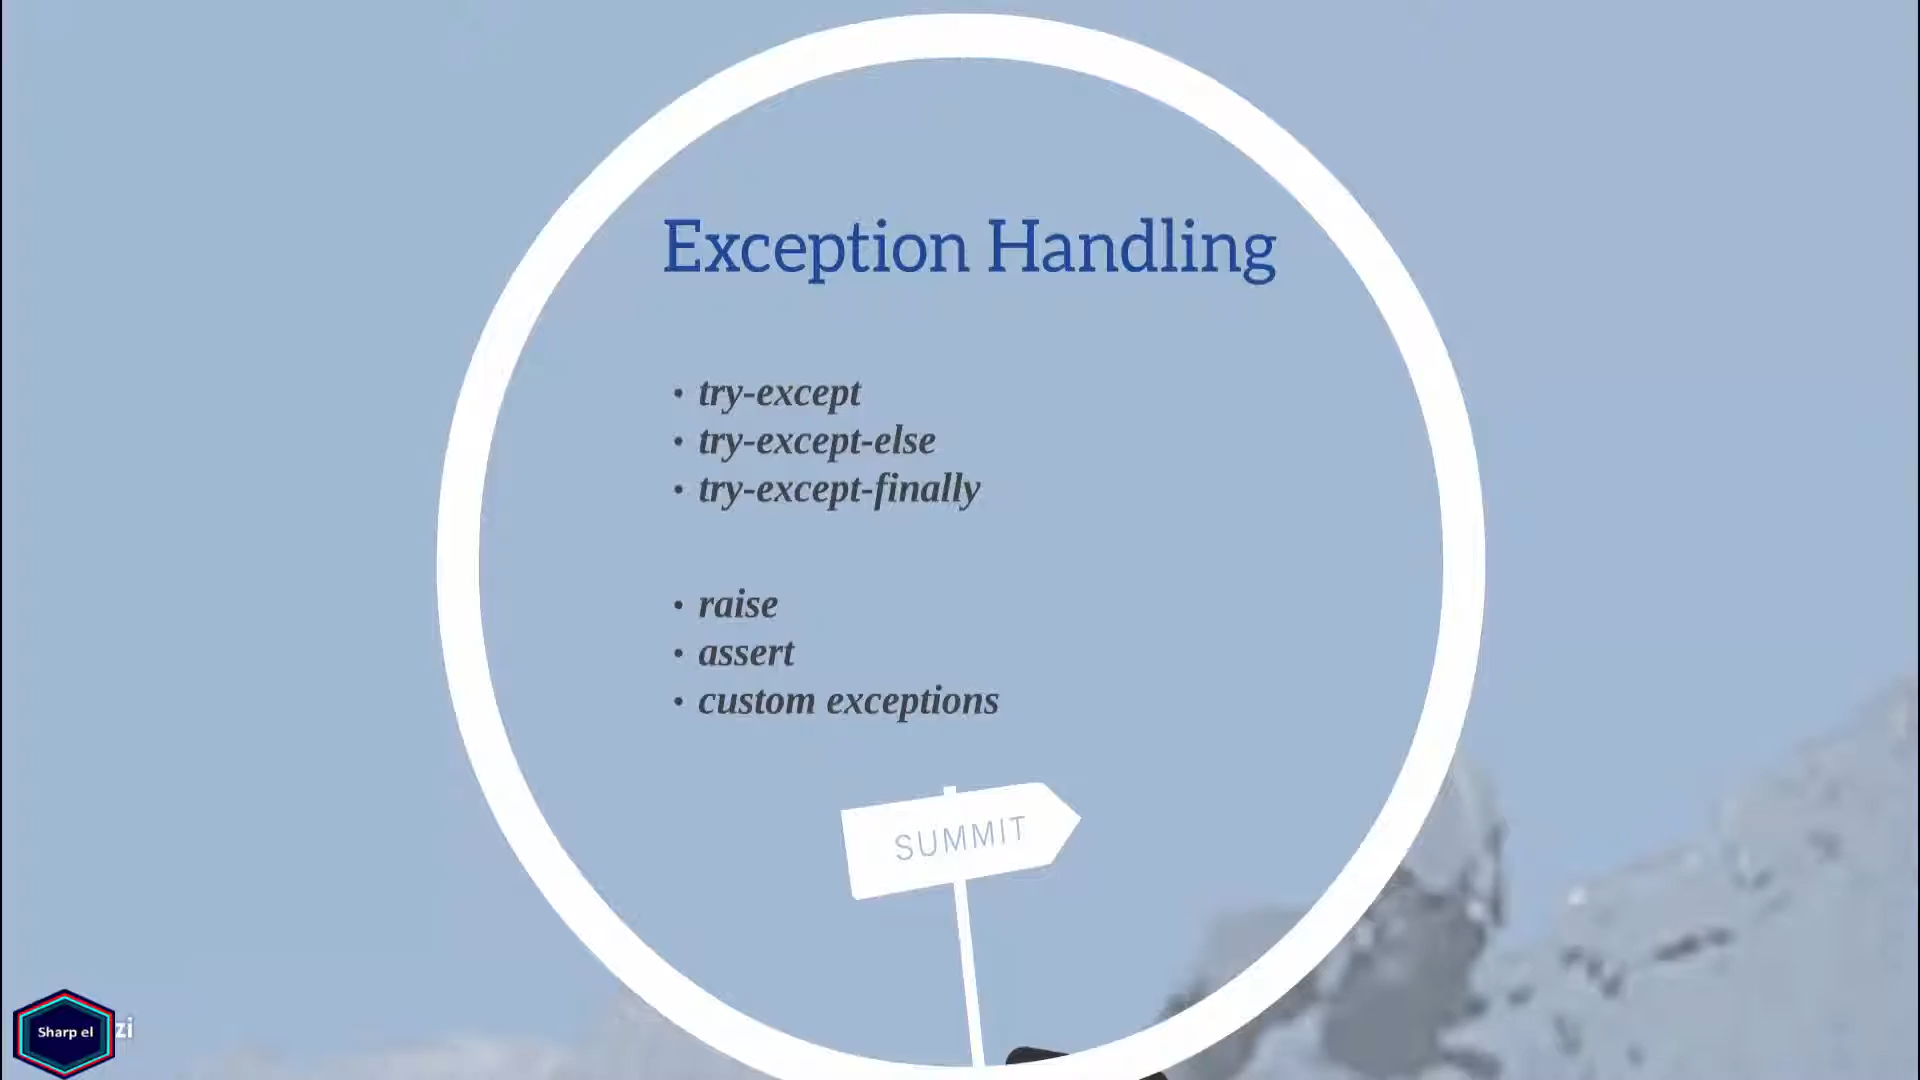 Exception Handling
• try-except
• try-except-else
• try-except-finally
• raise
• assert
• custom exceptions
SUMMIT
Sharp el
zi